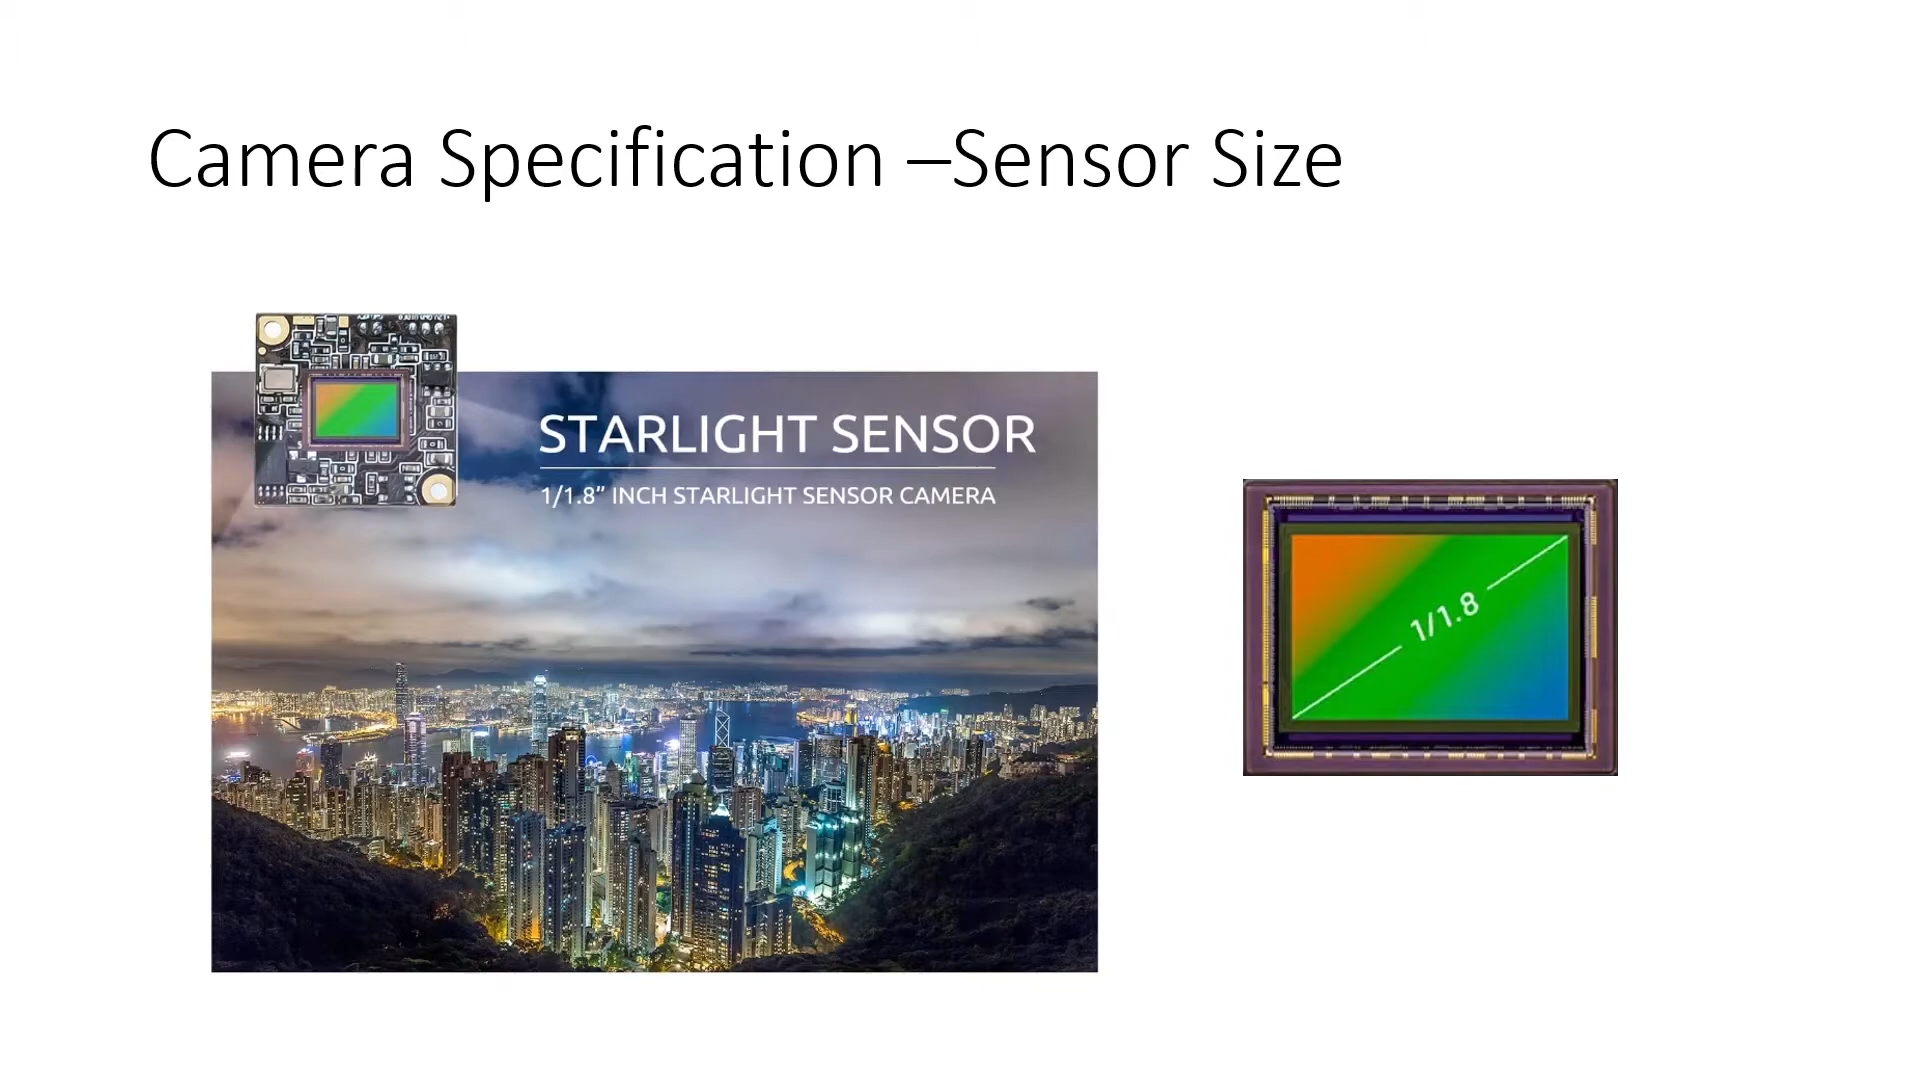 Camera Specification –Sensor Size
STARLIGHT SENSOR
1/1.8” INCH STARLIGHT SENSOR CAMERA
1/1.8